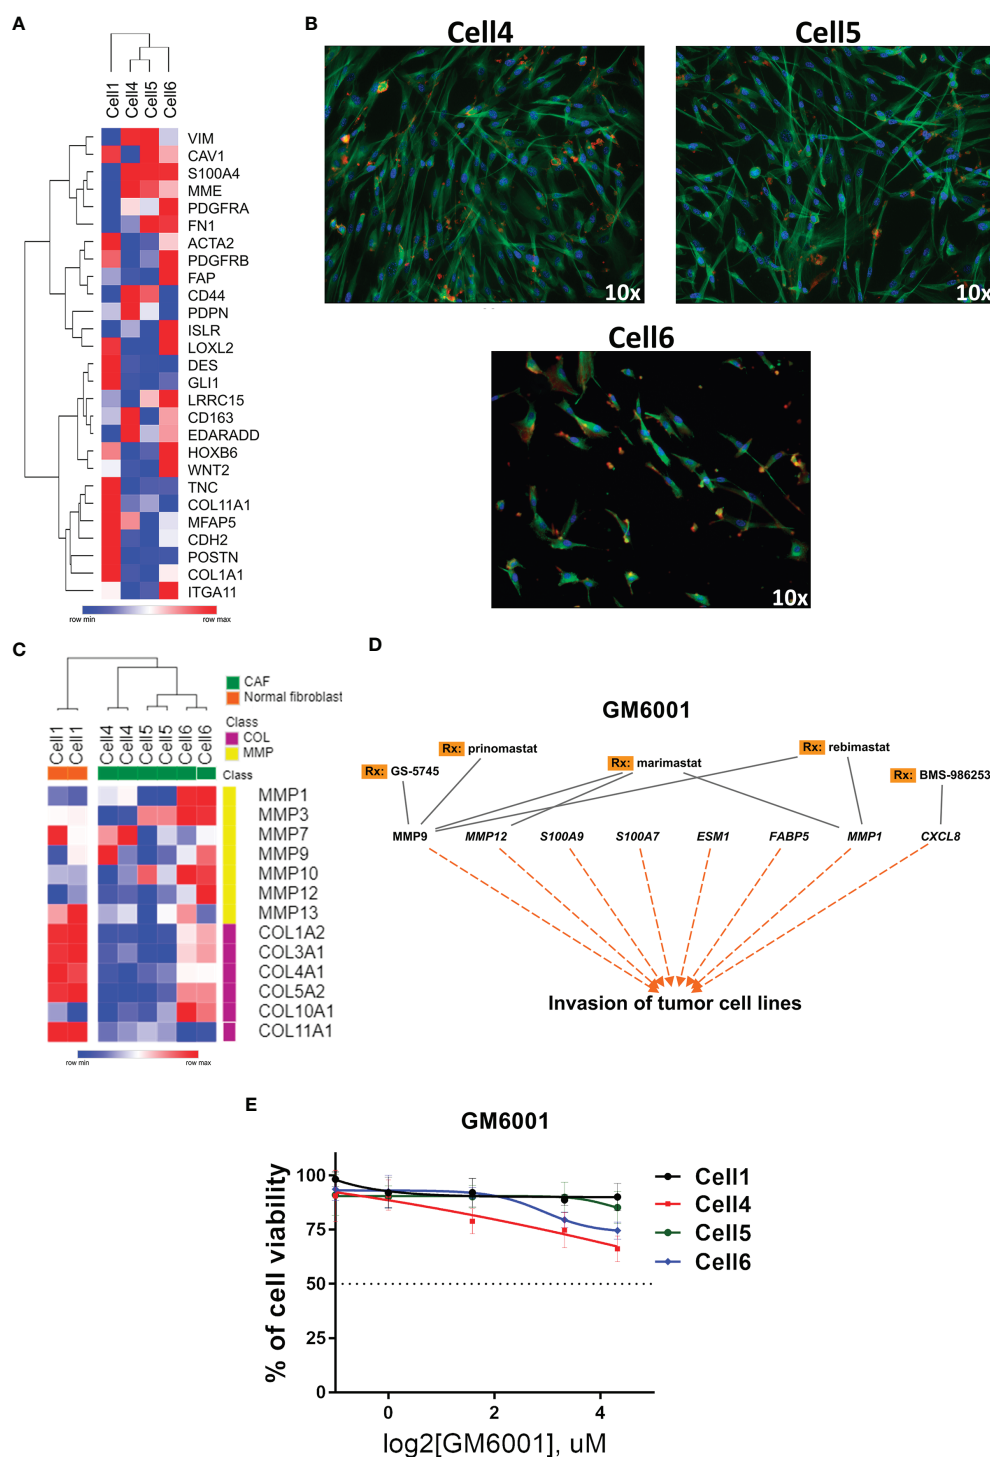 A
Cell1 Cell4 Cell5 Cell6
VIM
CAV1
S100A4
MME
PDGFRA
FN1
ACTA2
PDGFRB
FAP
CD44
PDPN
ISLR
LOXL2
DES
GLI1
LRRC15
CD163
EDARADD
HOXB6
WNT2
TNC
COL11A1
MFAP5
CDH2
POSTN
COL1A1
ITGA11
row min row max
B
Cell4
10x
Cell5
10x
Cell6
10x
C
CAF
Normal fibroblast
Class
COL
MMP
Cell1 Cell1 Cell4 Cell4 Cell5 Cell5 Cell6 Cell6
Class
MMP1
MMP3
MMP7
MMP9
MMP10
MMP12
MMP13
COL1A2
COL3A1
COL4A1
COL5A2
COL10A1
COL11A1
row min row max
D
GM6001
Rx: prinomastat
Rx: rebimastat
Rx: GS-5745
Rx: marimastat
Rx: BMS-986253
MMP9 MMP12 S100A9 S100A7 ESM1 FABP5 MMP1 CXCL8
Invasion of tumor cell lines
E
GM6001
% of cell viability
100
75
50
25
0
0 2 4
log2[GM6001], uM
Cell1
Cell4
Cell5
Cell6